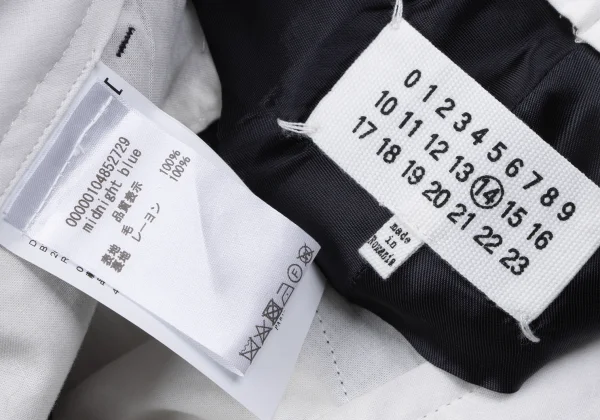 00000104852729
midnight blue
品質表示
表地 毛 100%
裏地 レーヨン 100%
0 1 2 3 4 5 6 7 8 9
10 11 12 13 14 15 16
17 18 19 20 21 22 23
made
in
Romania